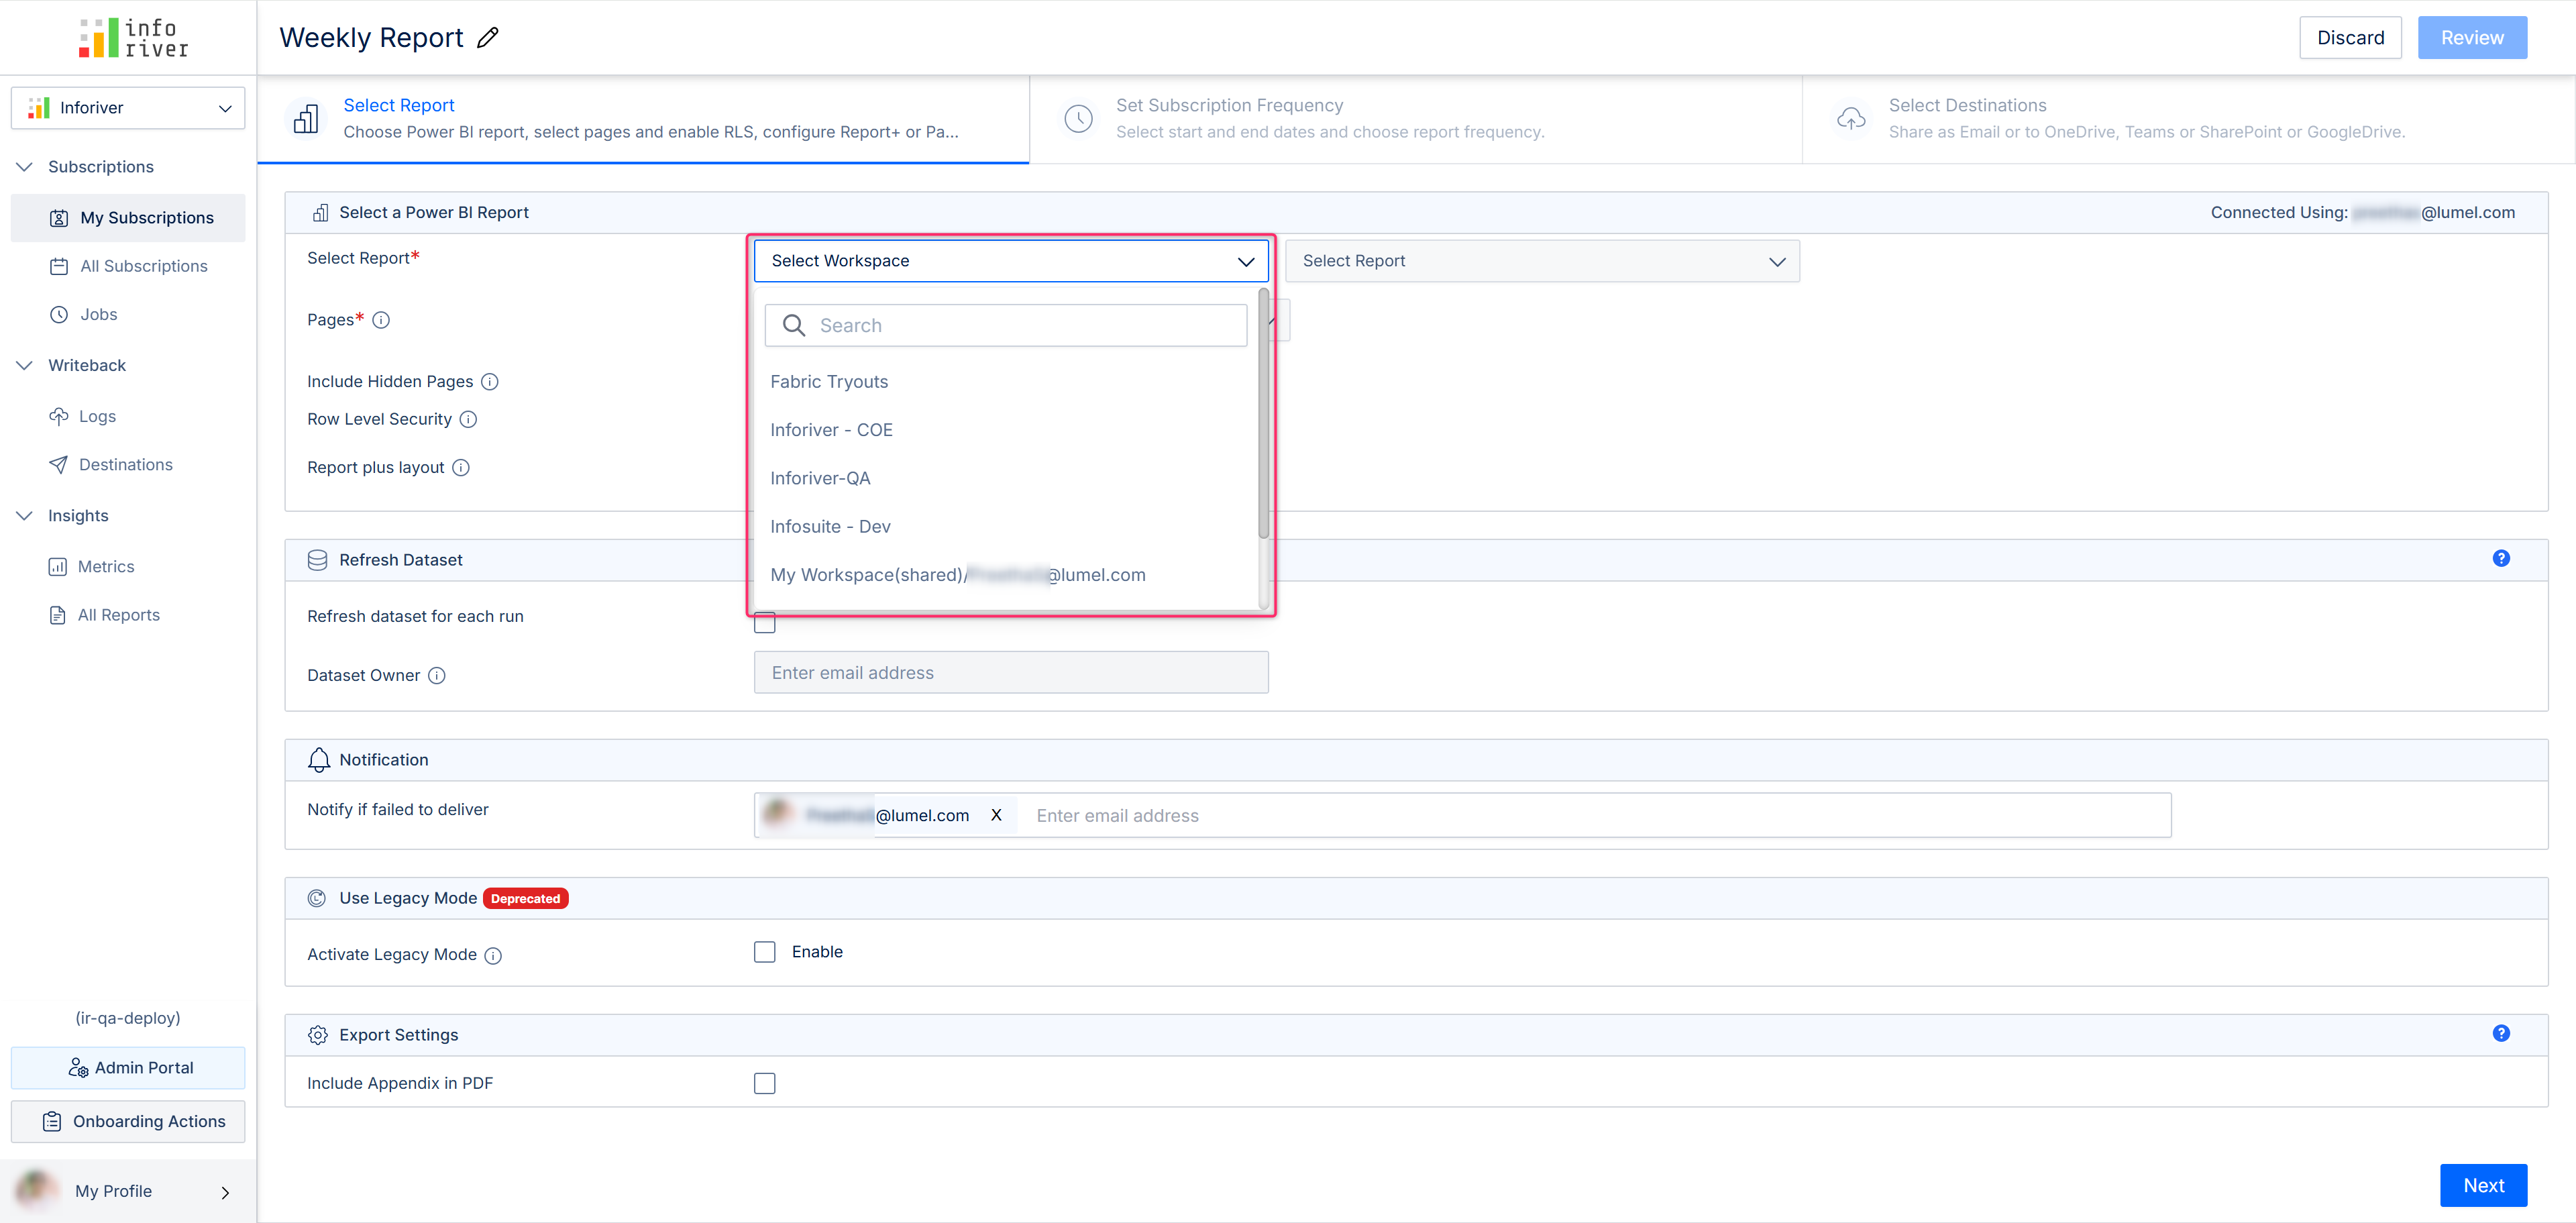 info
river
Weekly Report
Discard
Review
Inforiver
Subscriptions
My Subscriptions
All Subscriptions
Jobs
Writeback
Logs
Destinations
Insights
Metrics
All Reports
(ir-qa-deploy)
Admin Portal
Onboarding Actions
My Profile
Select Report
Choose Power BI report, select pages and enable RLS, configure Report+ or Pa...
Set Subscription Frequency
Select start and end dates and choose report frequency.
Select Destinations
Share as Email or to OneDrive, Teams or SharePoint or GoogleDrive.
Select a Power BI Report
Connected Using: @lumel.com
Select Report*
Select Workspace
Select Report
Pages*
Search
Fabric Tryouts
Include Hidden Pages
Row Level Security
Inforiver - COE
Report plus layout
Inforiver-QA
Infosuite - Dev
My Workspace(shared)/ @lumel.com
Refresh Dataset
Refresh dataset for each run
Dataset Owner
Enter email address
Notification
Notify if failed to deliver
@lumel.com X
Enter email address
Use Legacy Mode Deprecated
Activate Legacy Mode
Enable
Export Settings
Include Appendix in PDF
Next